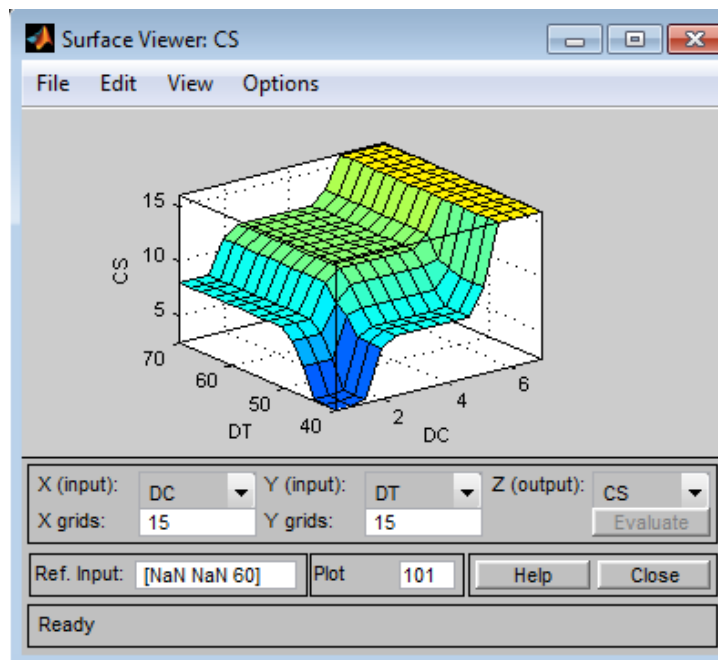 Surface Viewer: CS
File Edit View Options
15
10
5
CS
70
60
50
40
DT
2
4
6
DC
X (input): DC Y (input): DT Z (output): CS
X grids: 15 Y grids: 15 Evaluate
Ref. Input: [NaN NaN 60] Plot 101 Help Close
Ready